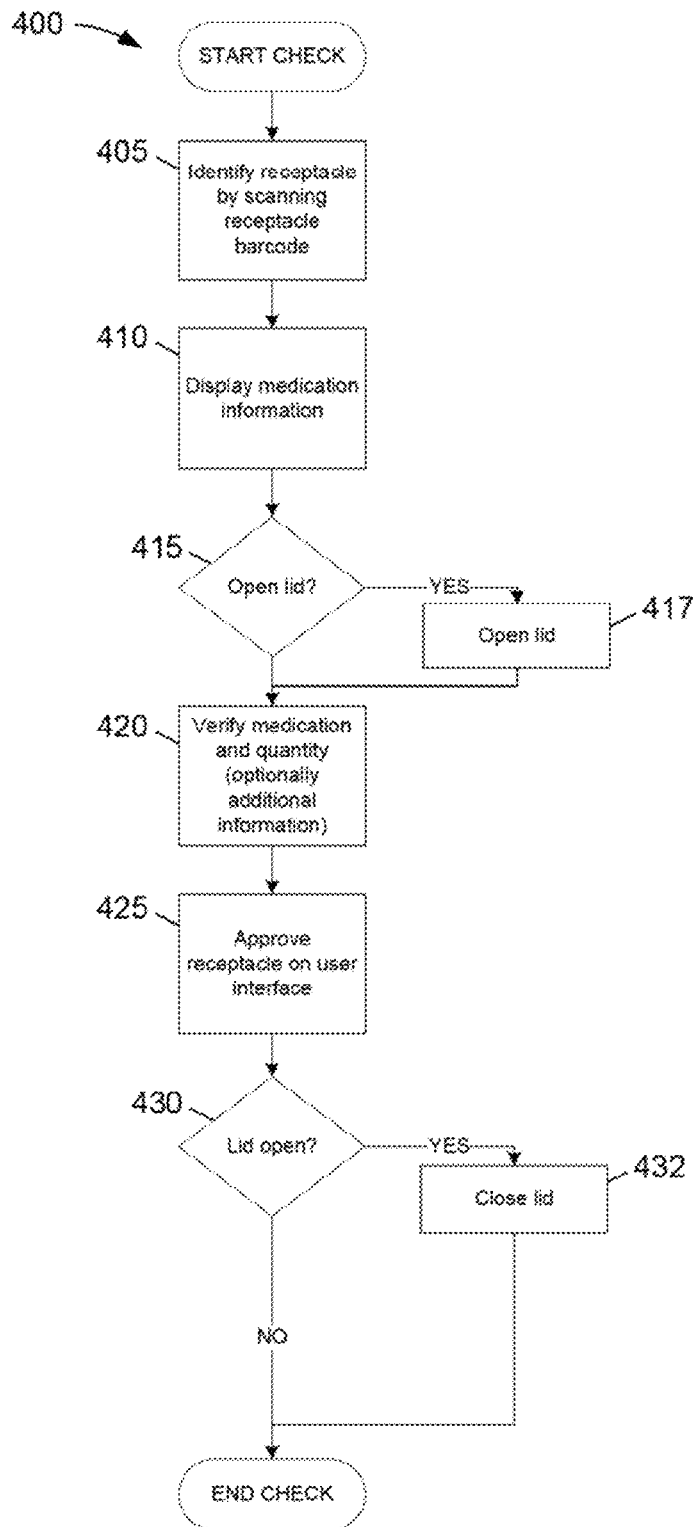 400
START CHECK
405
Identify receptacle
by scanning
receptacle
barcode
410
Display medication
information
415
Open lid?
YES
417
Open lid
420
Verify medication
and quantity
(optionally
additional
information)
425
Approve
receptacle on user
interface
430
Lid open?
YES
432
Close lid
NO
END CHECK